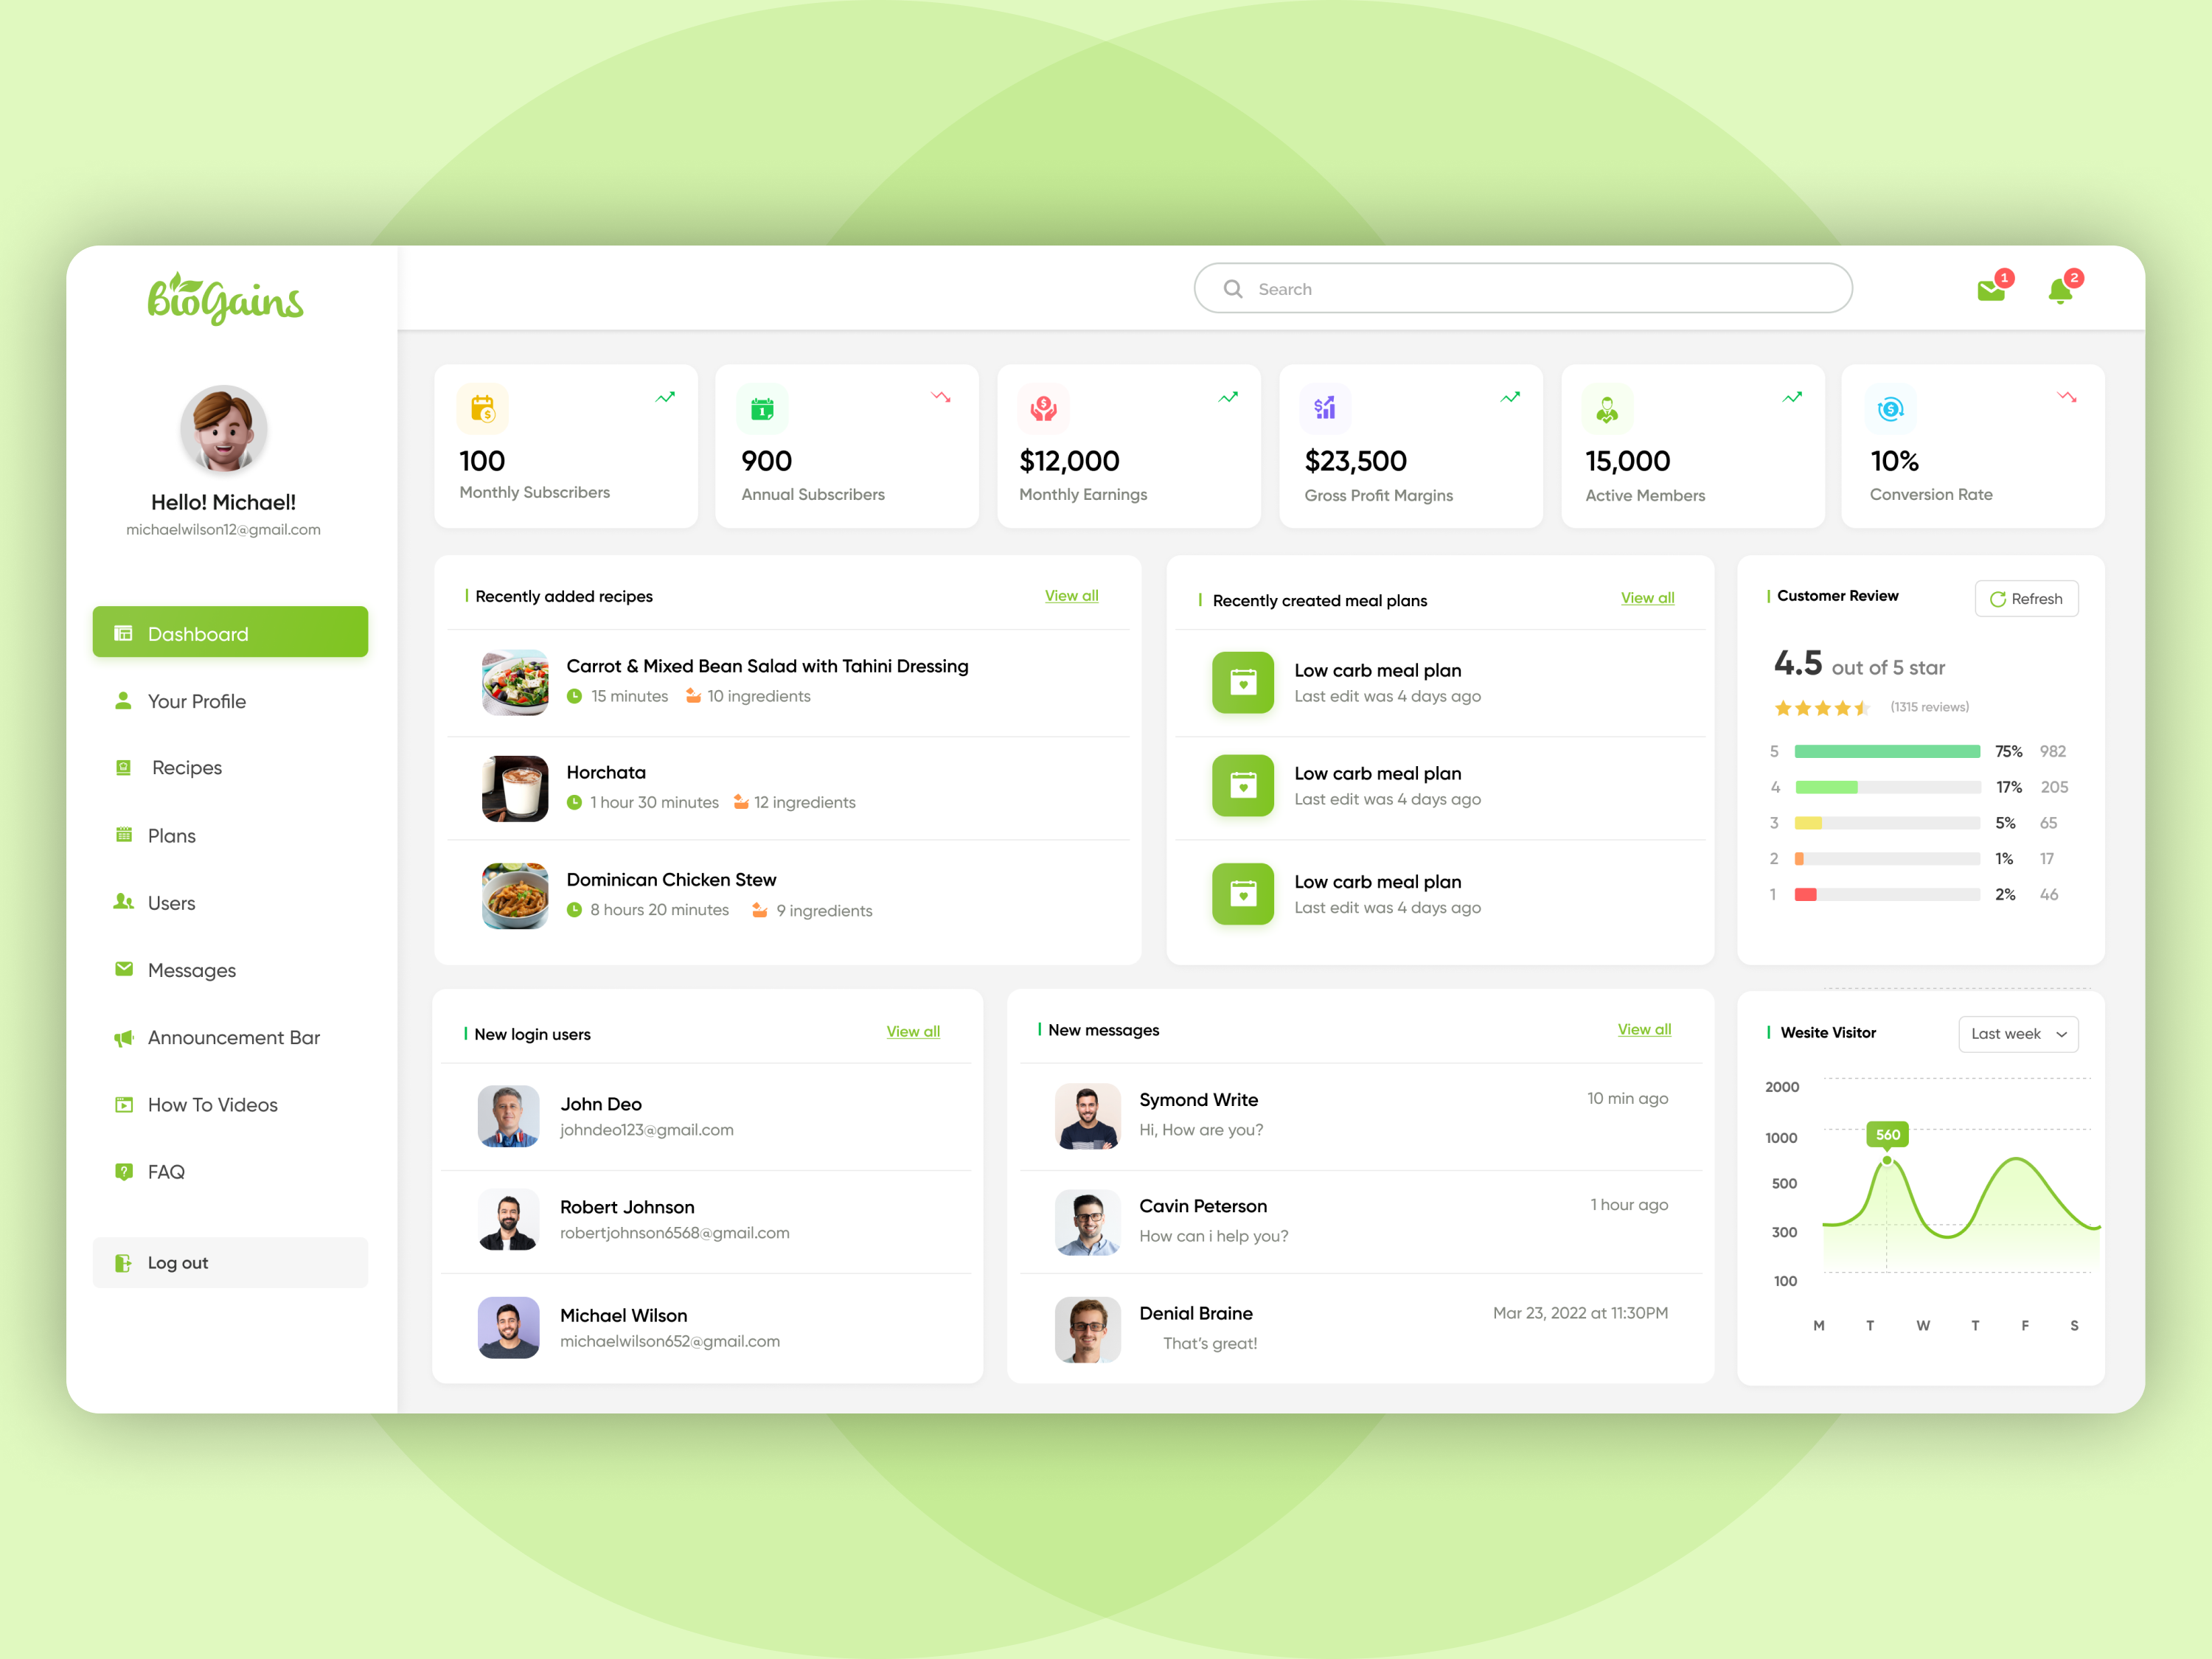 BioGains
Search
1
2
Hello! Michael!
michaelwilson12@gmail.com
Dashboard
Your Profile
Recipes
Plans
Users
Messages
Announcement Bar
How To Videos
FAQ
Log out
100
Monthly Subscribers
1
900
Annual Subscribers
$12,000
Monthly Earnings
$23,500
Gross Profit Margins
15,000
Active Members
10%
Conversion Rate
Recently added recipes
View all
Carrot & Mixed Bean Salad with Tahini Dressing
15 minutes 10 ingredients
Horchata
1 hour 30 minutes 12 ingredients
Dominican Chicken Stew
8 hours 20 minutes 9 ingredients
Recently created meal plans
View all
Low carb meal plan
Last edit was 4 days ago
Low carb meal plan
Last edit was 4 days ago
Low carb meal plan
Last edit was 4 days ago
Customer Review
Refresh
4.5 out of 5 star
(1315 reviews)
5 75% 982
4 17% 205
3 5% 65
2 1% 17
1 2% 46
New login users
View all
John Deo
johndeo123@gmail.com
Robert Johnson
robertjohnson6568@gmail.com
Michael Wilson
michaelwilson652@gmail.com
New messages
View all
Symond Write
10 min ago
Hi, How are you?
Cavin Peterson
1 hour ago
How can i help you?
Denial Braine
Mar 23, 2022 at 11:30PM
That's great!
Wesite Visitor
Last week
2000
1000
560
500
300
100
M T W T F S